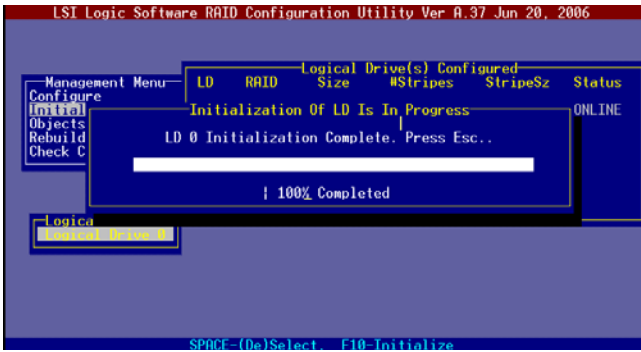 LSI Logic Software RAID Configuration Utility Ver A.37 Jun 20, 2006
Logical Drive(s) Configured
LD RAID Size #Stripes StripeSz Status
Management Menu
Configure
Initial
Initialization Of LD Is In Progress
ONLINE
Objects
LD 0 Initialization Complete. Press Esc..
Rebuild
Check C
| 100% Completed
Logica
Logical Drive 0
SPACE-(De)Select, F10-Initialize